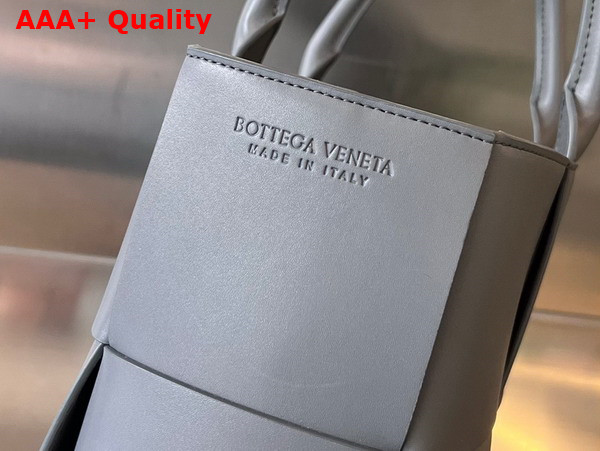 AAA+ Quality
BOTTEGA VENETA
MADE IN ITALY